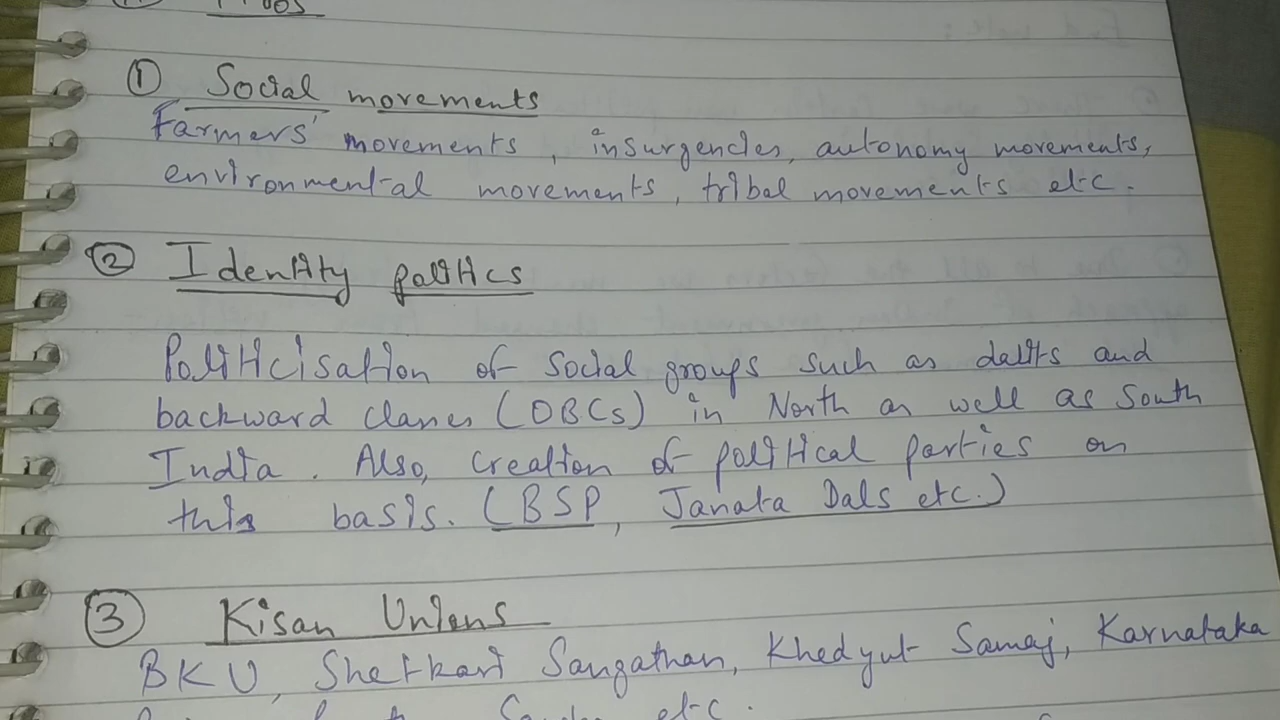 ① Social movements
Farmers' movements, insurgencies, autonomy movements,
environmental movements, tribal movements etc.
② Identity politics
Politicisation of social groups such as dalits and
backward classes (OBCs) in North as well as South
India. Also, creation of political parties on
this basis. (BSP, Janata Dals etc.)
③ Kisan Unions
BKU, Shetkari Sangathan, Khedyut Samaj, Karnataka
etc.